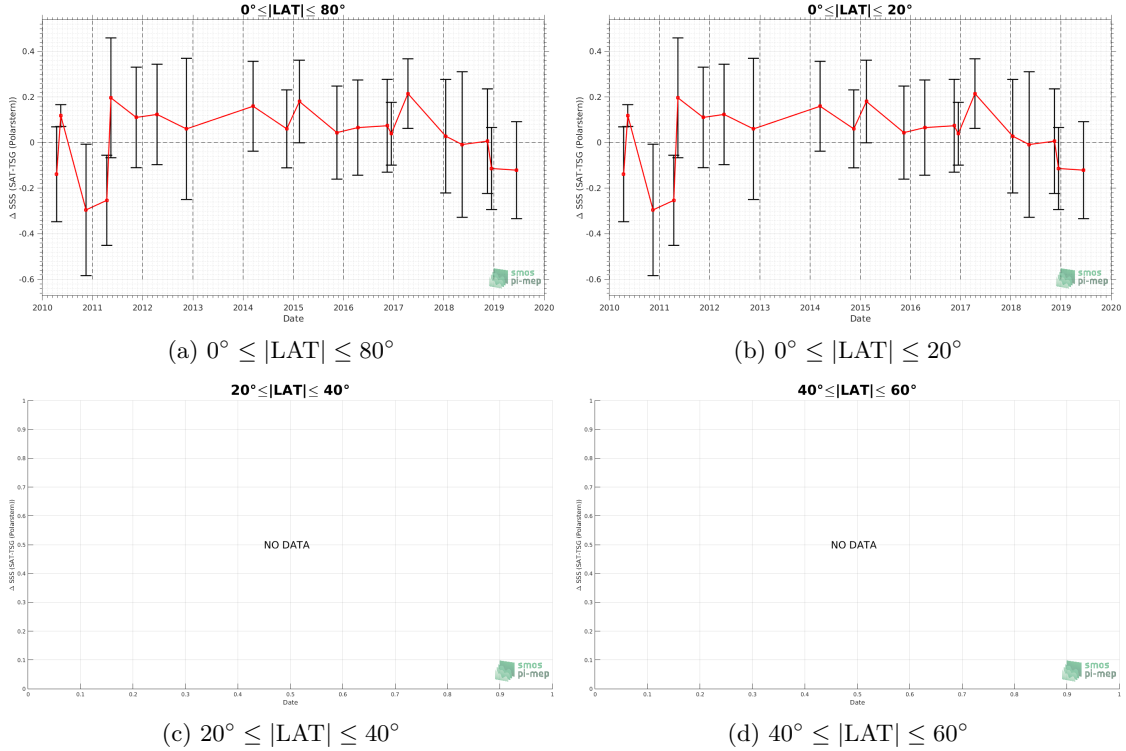 0°≤|LAT|≤ 80°
0.4
0.2
0
-0.2
-0.4
-0.6
Δ SSS (SAT-TSG (Polarstern))
2010 2011 2012 2013 2014 2015 2016 2017 2018 2019 2020
Date
smos
pi-mep
(a) 0° ≤ |LAT| ≤ 80°
0°≤|LAT|≤ 20°
0.4
0.2
0
-0.2
-0.4
-0.6
Δ SSS (SAT-TSG (Polarstern))
2010 2011 2012 2013 2014 2015 2016 2017 2018 2019 2020
Date
smos
pi-mep
(b) 0° ≤ |LAT| ≤ 20°
20°≤|LAT|≤ 40°
1
0.9
0.8
0.7
0.6
0.5
0.4
0.3
0.2
0.1
0
Δ SSS (SAT-TSG (Polarstern))
NO DATA
0 0.1 0.2 0.3 0.4 0.5 0.6 0.7 0.8 0.9 1
Date
smos
pi-mep
(c) 20° ≤ |LAT| ≤ 40°
40°≤|LAT|≤ 60°
1
0.9
0.8
0.7
0.6
0.5
0.4
0.3
0.2
0.1
0
Δ SSS (SAT-TSG (Polarstern))
NO DATA
0 0.1 0.2 0.3 0.4 0.5 0.6 0.7 0.8 0.9 1
Date
smos
pi-mep
(d) 40° ≤ |LAT| ≤ 60°